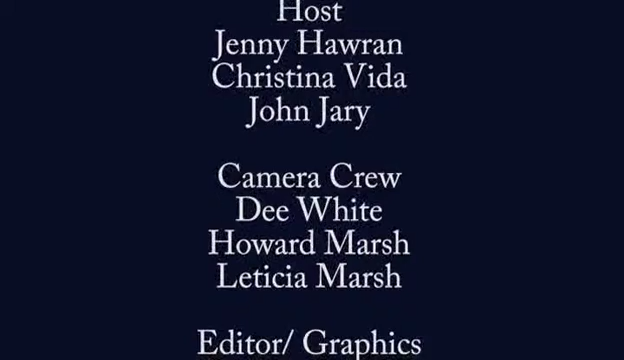 Host
Jenny Hawran
Christina Vida
John Jary
Camera Crew
Dee White
Howard Marsh
Leticia Marsh
Editor/ Graphics